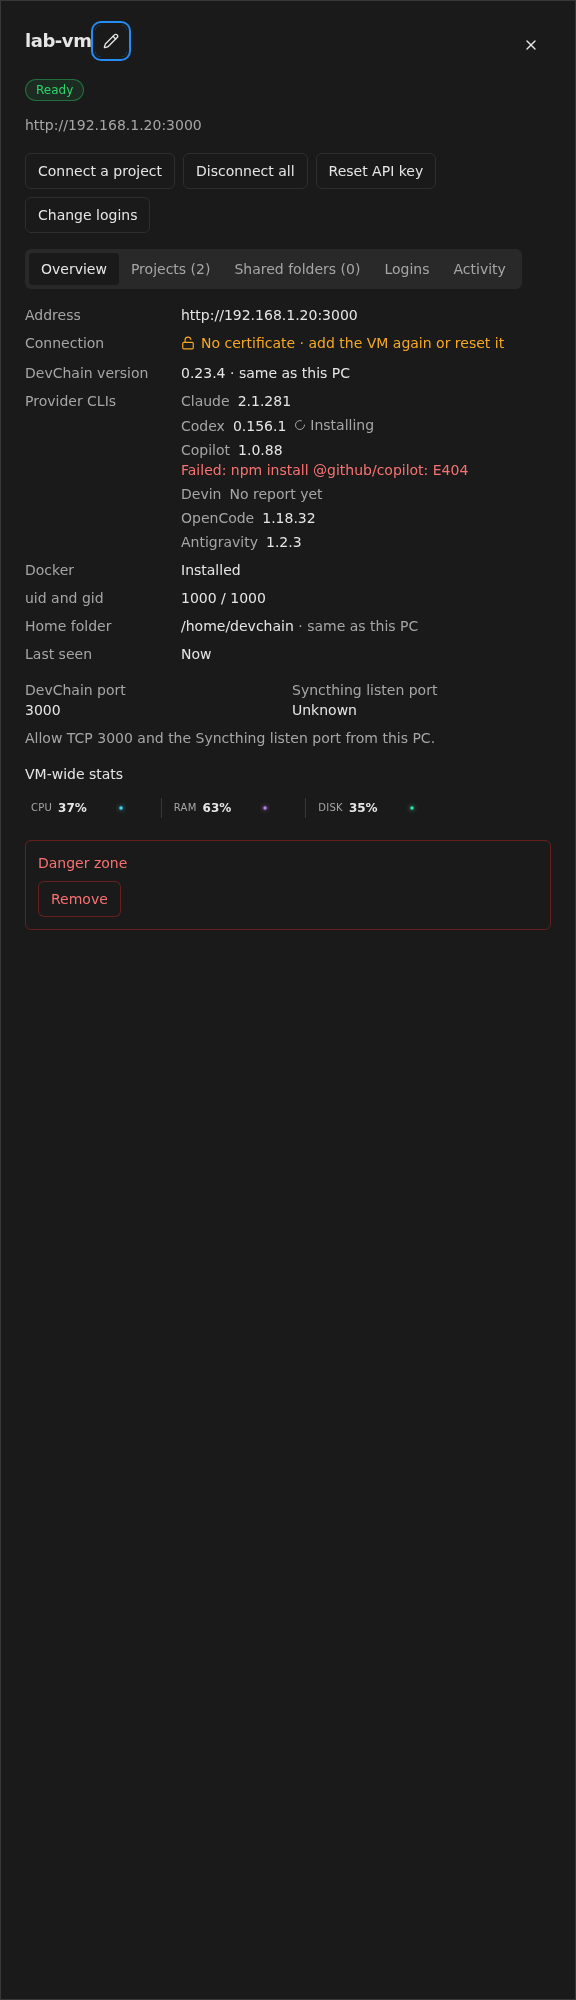 lab-vm
Ready
http://192.168.1.20:3000
Connect a project Disconnect all Reset API key
Change logins
Overview Projects (2) Shared folders (0) Logins Activity
Address http://192.168.1.20:3000
Connection No certificate · add the VM again or reset it
DevChain version 0.23.4 · same as this PC
Provider CLIs Claude 2.1.281
Codex 0.156.1 Installing
Copilot 1.0.88
Failed: npm install @github/copilot: E404
Devin No report yet
OpenCode 1.18.32
Antigravity 1.2.3
Docker Installed
uid and gid 1000 / 1000
Home folder /home/devchain · same as this PC
Last seen Now
DevChain port Syncthing listen port
3000 Unknown
Allow TCP 3000 and the Syncthing listen port from this PC.
VM-wide stats
CPU 37% RAM 63% DISK 35%
Danger zone
Remove